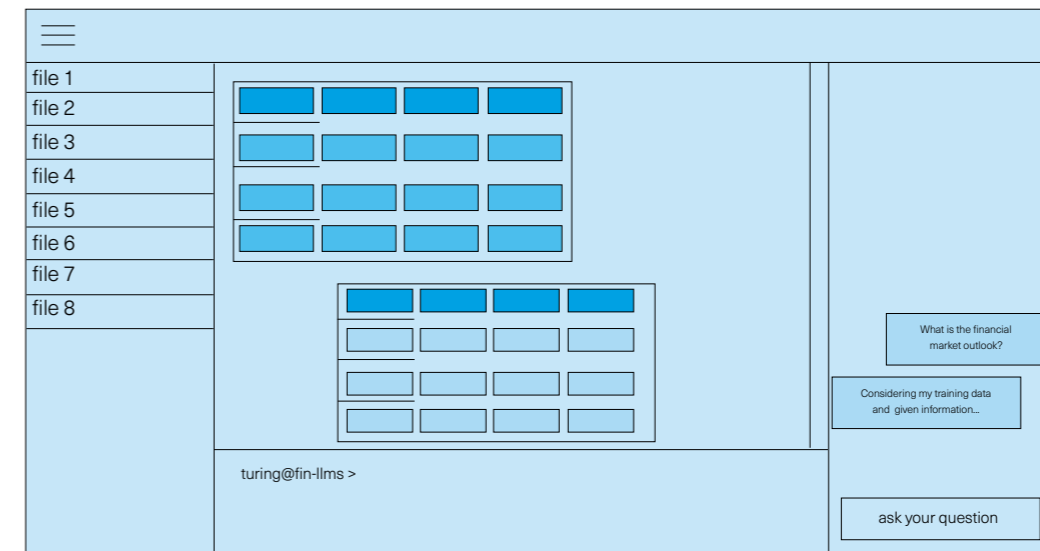 file 1
file 2
file 3
file 4
file 5
file 6
file 7
file 8
turing@fin-llms >
What is the financial
market outlook?
Considering my training data
and given information...
ask your question